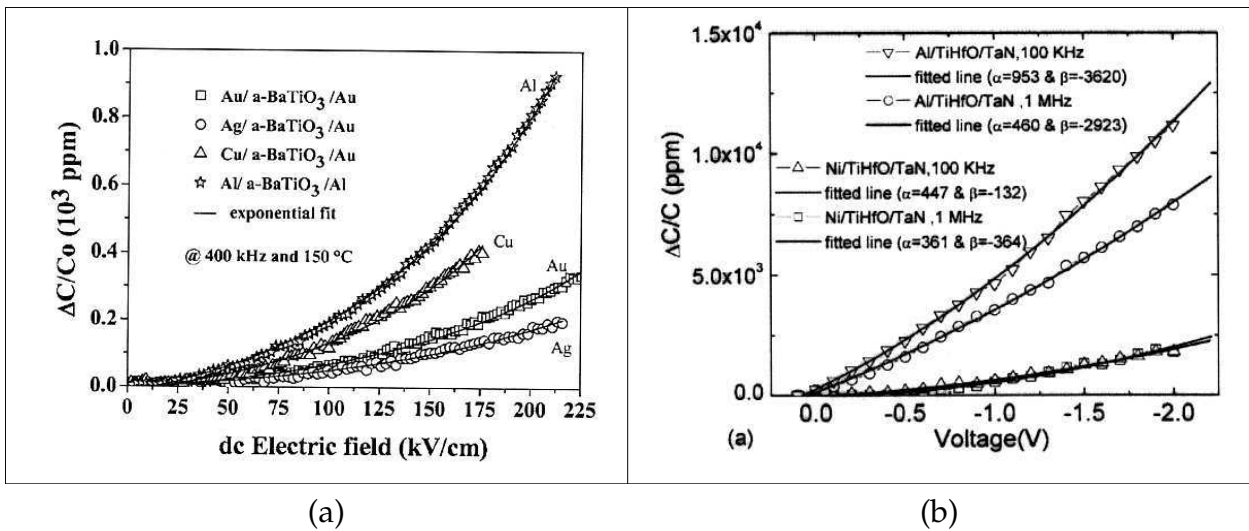 1.0
0.8
0.6
0.4
0.2
0.0
ΔC/Co (10³ ppm)
Au/ a-BaTiO₃ /Au
Ag/ a-BaTiO₃ /Au
Cu/ a-BaTiO₃ /Au
Al/ a-BaTiO₃ /Al
exponential fit
@ 400 kHz and 150 °C
Al
Cu
Au
Ag
0 25 50 75 100 125 150 175 200 225
dc Electric field (kV/cm)
(a)
1.5x10⁴
1.0x10⁴
5.0x10³
0.0
ΔC/C (ppm)
Al/TiHfO/TaN,100 KHz
fitted line (α=953 & β=-3620)
Al/TiHfO/TaN ,1 MHz
fitted line (α=460 & β=-2923)
Ni/TiHfO/TaN,100 KHz
fitted line (α=447 & β=-132)
Ni/TiHfO/TaN ,1 MHz
fitted line (α=361 & β=-364)
0.0 -0.5 -1.0 -1.5 -2.0
(a) Voltage(V)
(b)